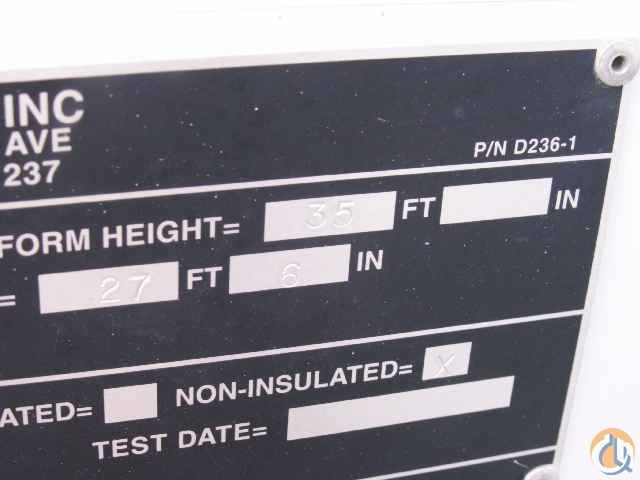 INC
AVE
237
P/N D236-1
FORM HEIGHT= 35 FT IN
= 27 FT 6 IN
ATED= NON-INSULATED= X
TEST DATE=